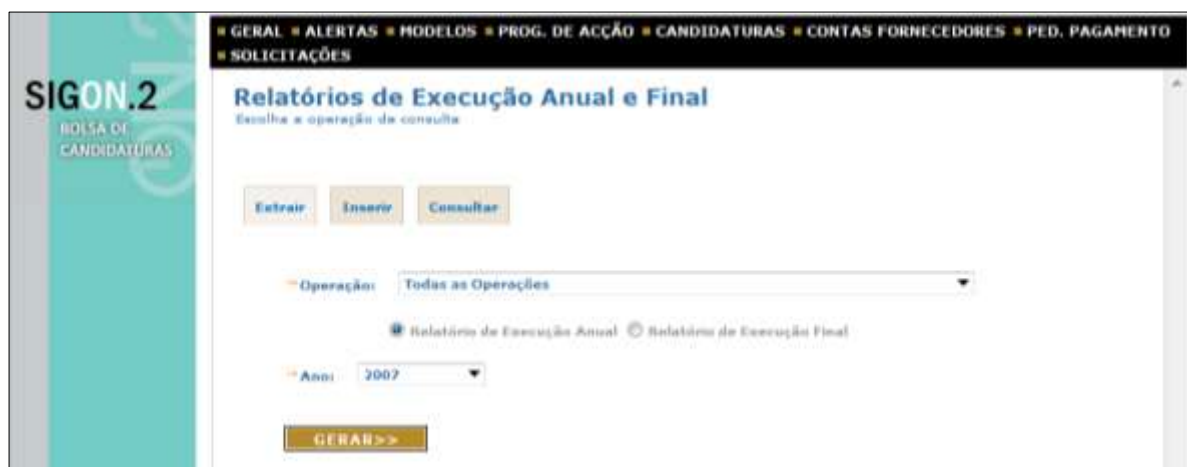 GERAL ALERTAS MODELOS PROG. DE ACÇÃO CANDIDATURAS CONTAS FORNECEDORES PED. PAGAMENTO
SOLICITAÇÕES
SIGON.2
BOLSA DE
CANDIDATURAS
Relatórios de Execução Anual e Final
Escolha a operação de consulta
Extrair Inserir Consultar
Operação: Todas as Operações
Relatório de Execução Anual Relatório de Execução Final
Ano: 2007
GERAR>>